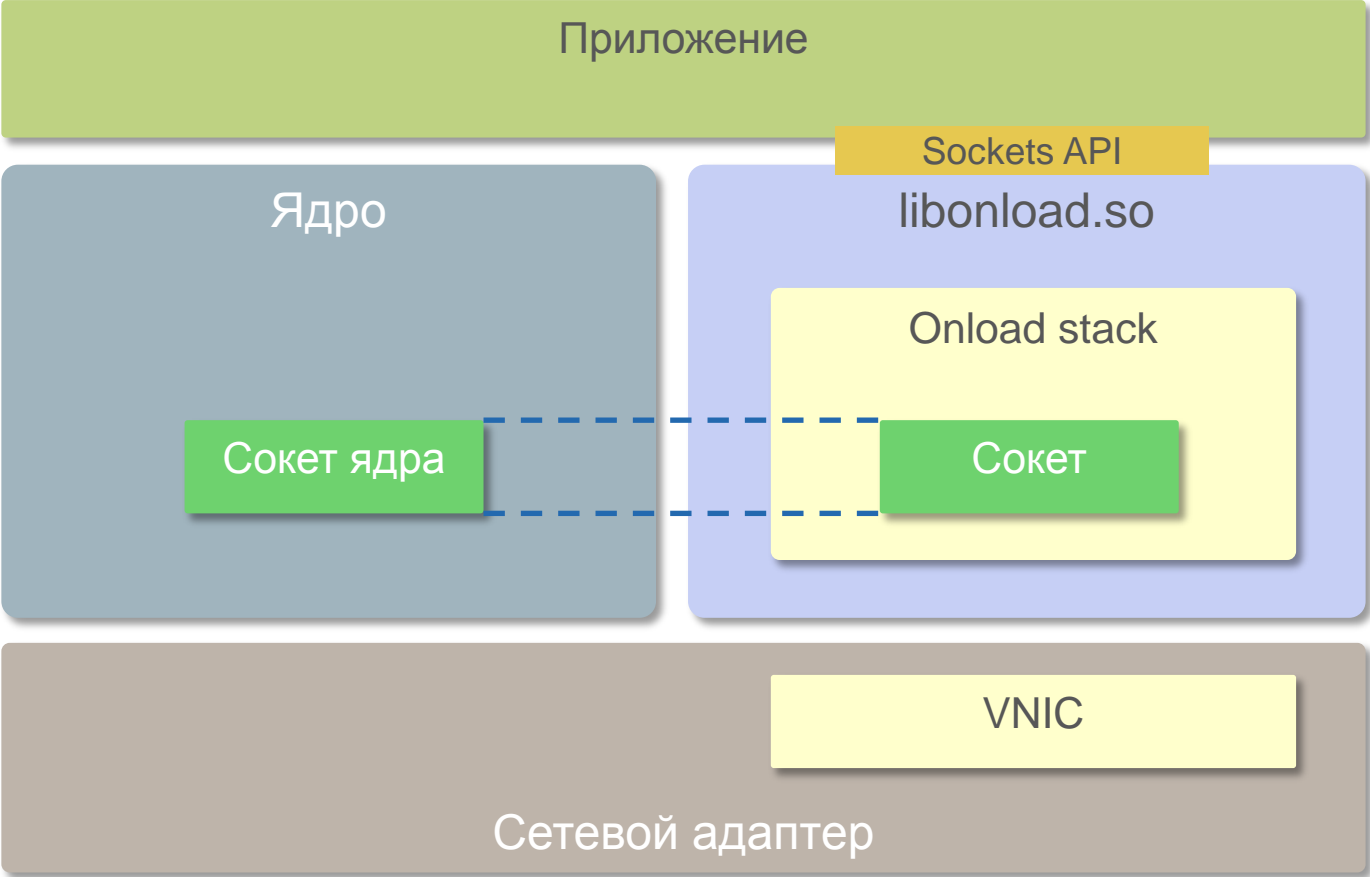 Приложение
Sockets API
Ядро
libonload.so
Onload stack
Сокет ядра
Сокет
VNIC
Сетевой адаптер